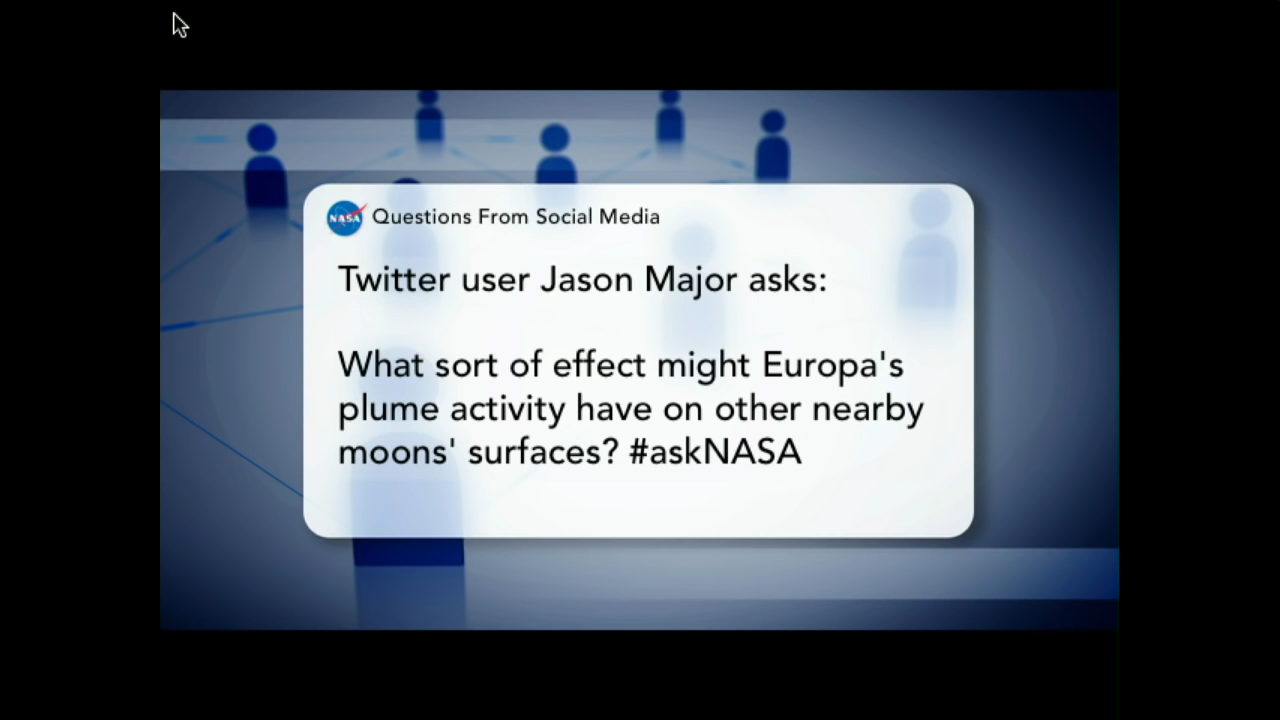 NASA Questions From Social Media
Twitter user Jason Major asks:
What sort of effect might Europa's
plume activity have on other nearby
moons' surfaces? #askNASA